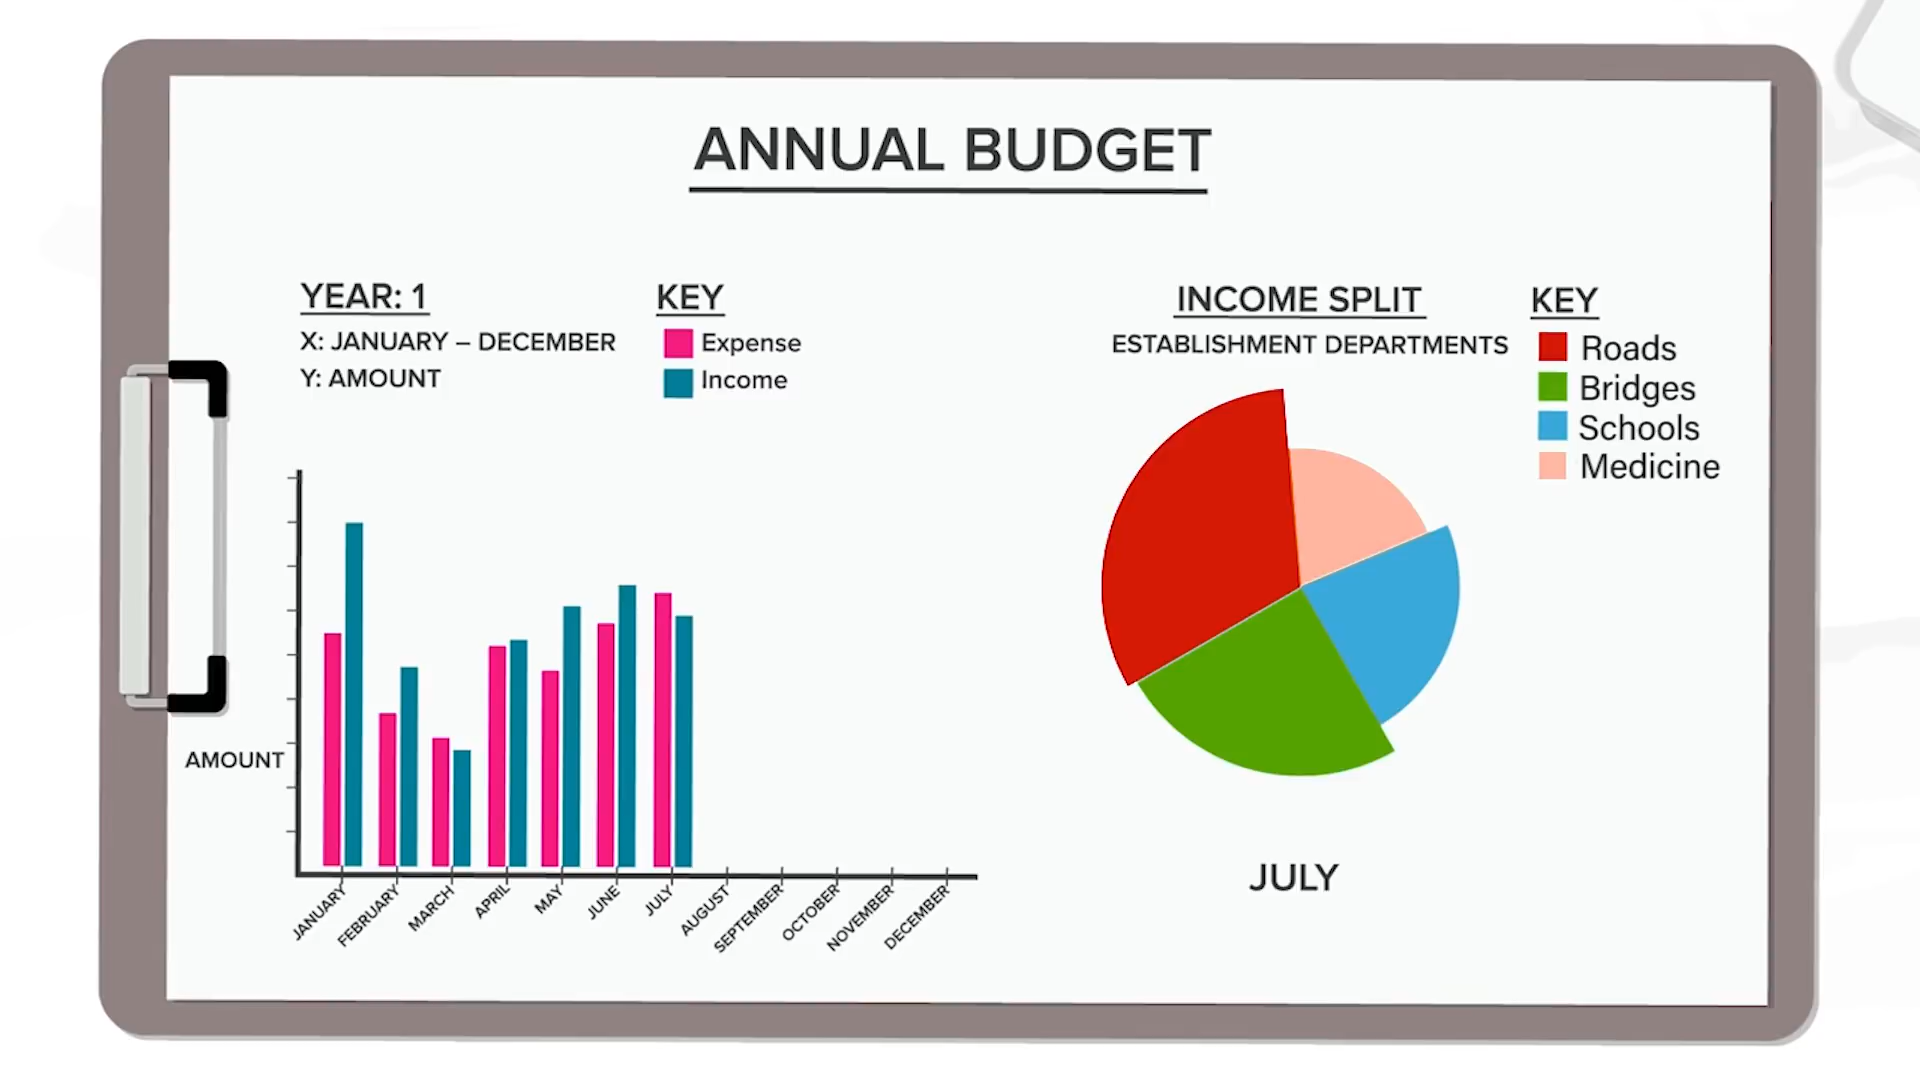 ANNUAL BUDGET
YEAR: 1
X: JANUARY – DECEMBER
Y: AMOUNT
KEY
Expense
Income
AMOUNT
JANUARY
FEBRUARY
MARCH
APRIL
MAY
JUNE
JULY
AUGUST
SEPTEMBER
OCTOBER
NOVEMBER
DECEMBER
INCOME SPLIT
ESTABLISHMENT DEPARTMENTS
KEY
Roads
Bridges
Schools
Medicine
JULY